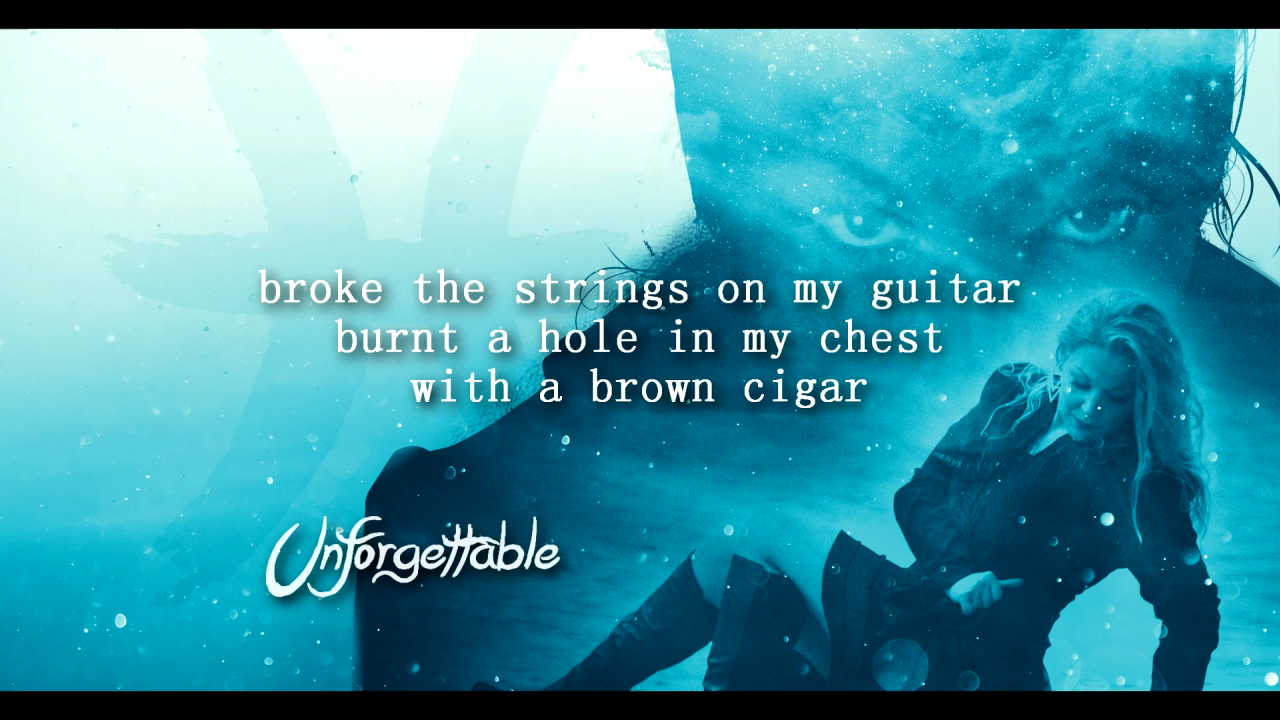 broke the strings on my guitar
burnt a hole in my chest
with a brown cigar
Unforgettable